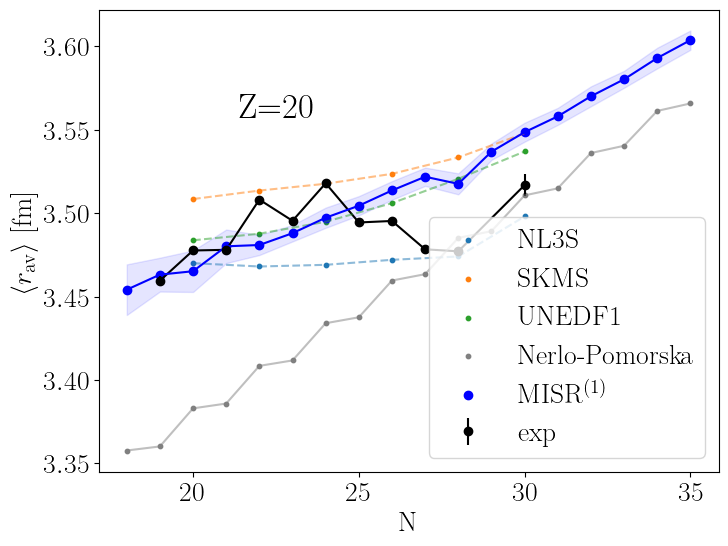 3.60
3.55
3.50
3.45
3.40
3.35
⟨r_av⟩ [fm]
Z=20
NL3S
SKMS
UNEDF1
Nerlo-Pomorska
MISR^(1)
exp
20
25
30
35
N